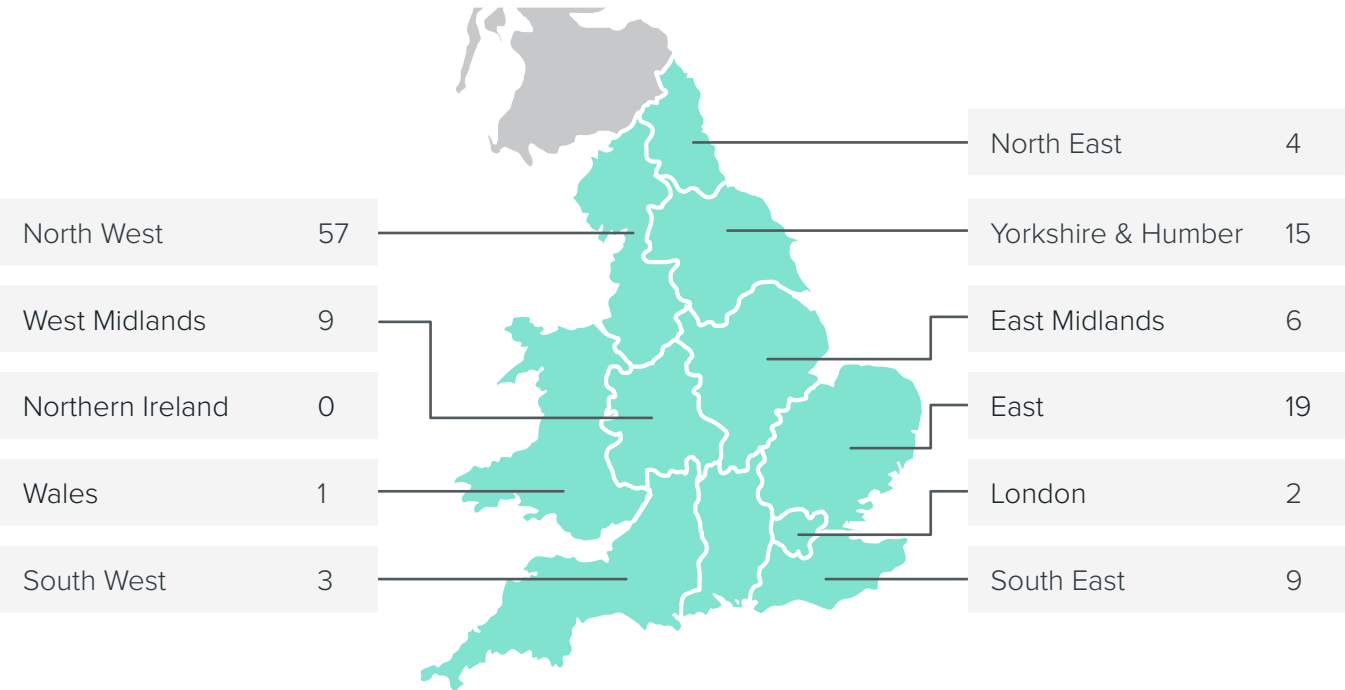 North West 57
West Midlands 9
Northern Ireland 0
Wales 1
South West 3
North East 4
Yorkshire & Humber 15
East Midlands 6
East 19
London 2
South East 9